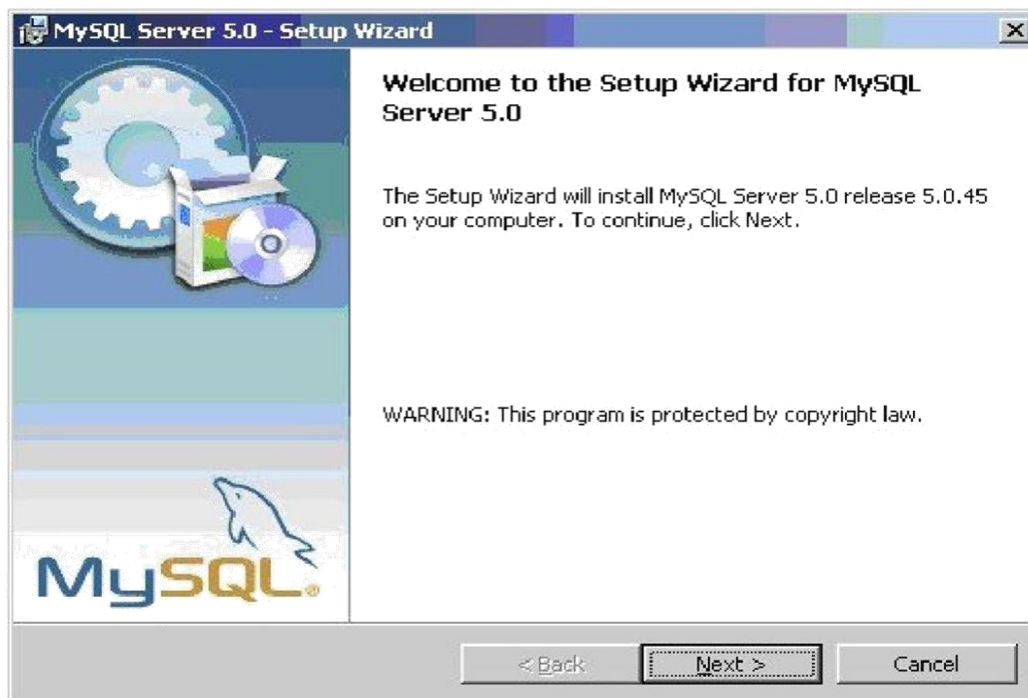 MySQL Server 5.0 - Setup Wizard
Welcome to the Setup Wizard for MySQL
Server 5.0
The Setup Wizard will install MySQL Server 5.0 release 5.0.45
on your computer. To continue, click Next.
WARNING: This program is protected by copyright law.
MySQL®
< Back
Next >
Cancel